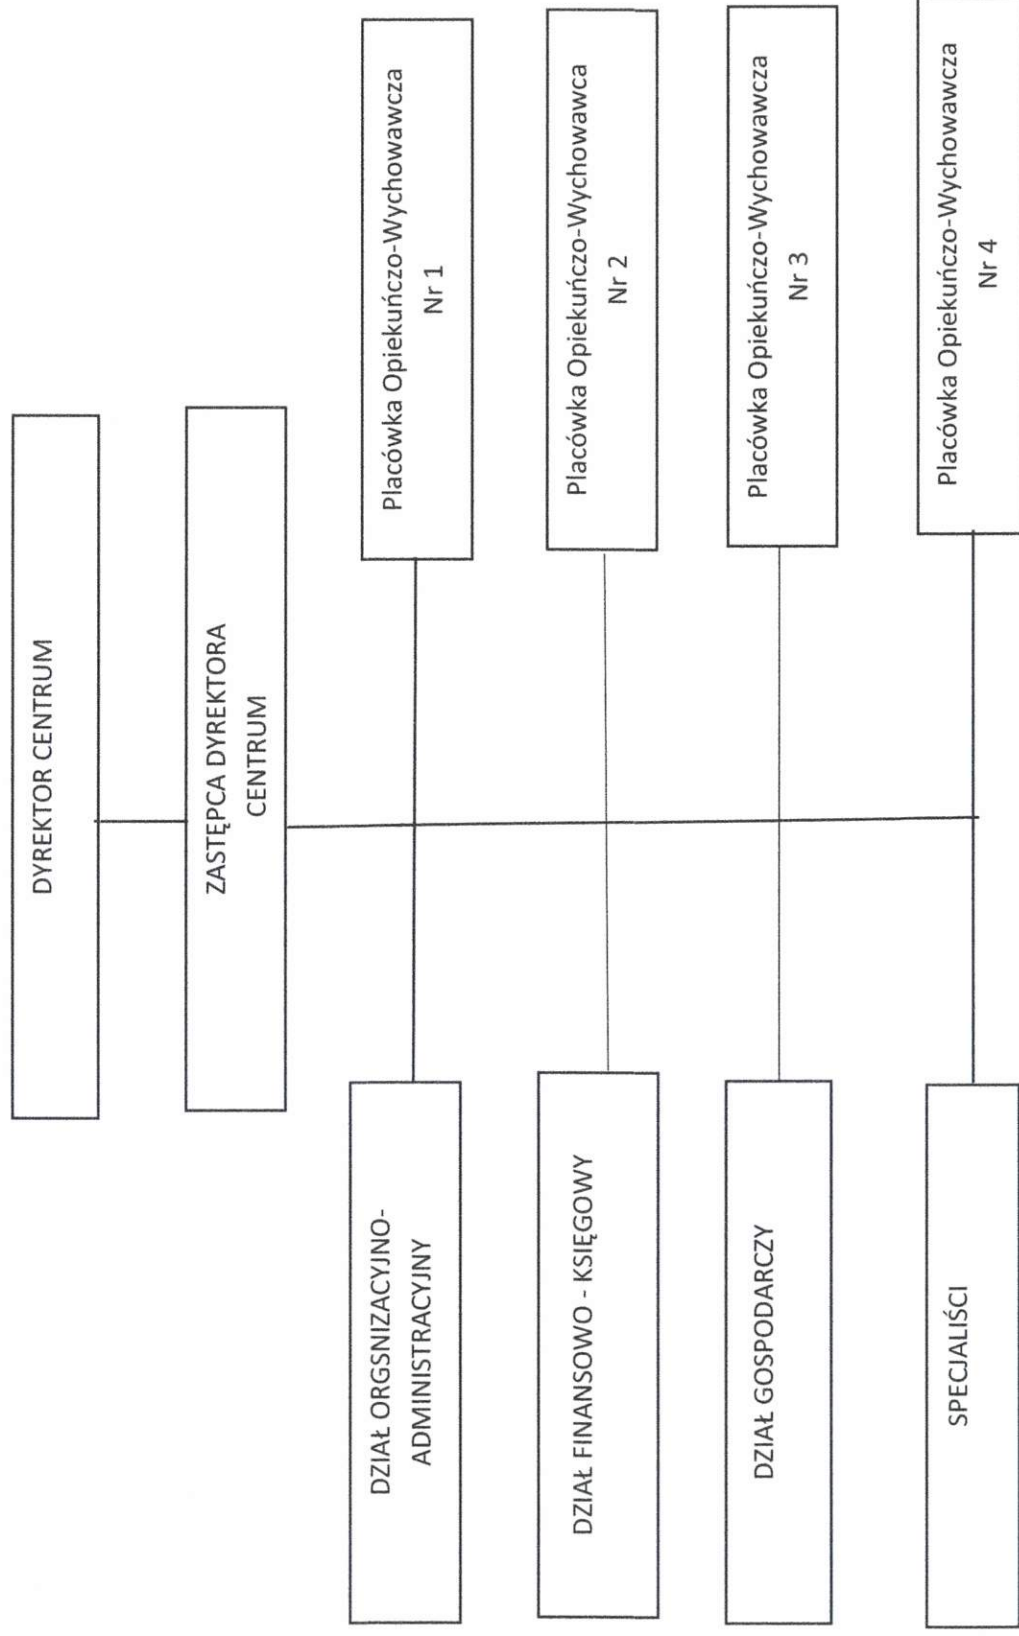 DYREKTOR CENTRUM
ZASTĘPCA DYREKTORA
CENTRUM
DZIAŁ ORGSNIZACYJNO-
ADMINISTRACYJNY
Placówka Opiekuńczo-Wychowawcza
Nr 1
DZIAŁ FINANSOWO - KSIĘGOWY
Placówka Opiekuńczo-Wychowawca
Nr 2
DZIAŁ GOSPODARCZY
Placówka Opiekuńczo-Wychowawcza
Nr 3
SPECJALIŚCI
Placówka Opiekuńczo-Wychowawcza
Nr 4